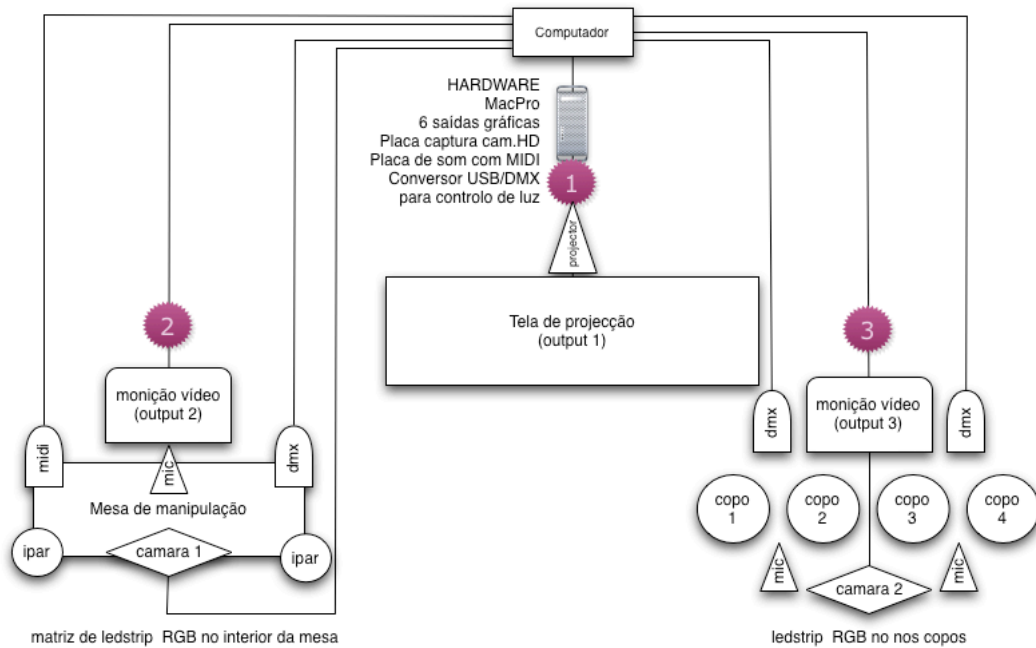 Computador
HARDWARE
MacPro
6 saídas gráficas
Placa captura cam.HD
Placa de som com MIDI
Conversor USB/DMX
para controlo de luz
1
projector
Tela de projecção
(output 1)
2
monição vídeo
(output 2)
midi
mic
dmx
Mesa de manipulação
ipar
camara 1
ipar
matriz de ledstrip RGB no interior da mesa
3
dmx
monição vídeo
(output 3)
dmx
copo
1
copo
2
copo
3
copo
4
mic
camara 2
mic
ledstrip RGB no nos copos